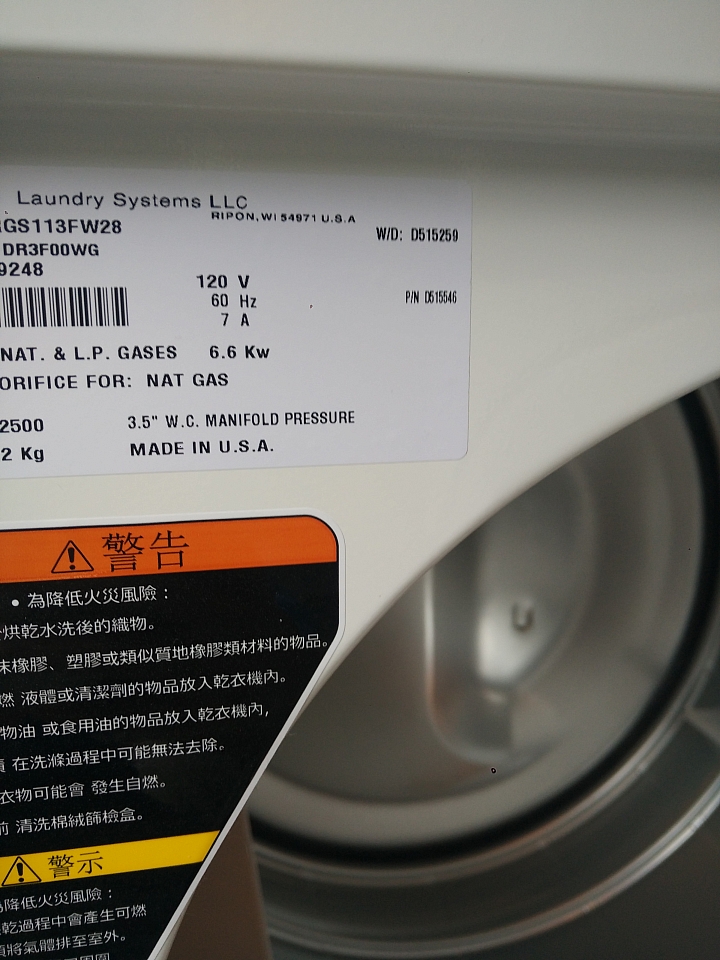 Laundry Systems LLC
RIPON, WI 54971 U.S.A
GS113FW28
W/D: D515259
DR3F00WG
9248
120 V
60 Hz
P/N D515546
7 A
NAT. & L.P. GASES 6.6 Kw
ORIFICE FOR: NAT GAS
2500 3.5" W.C. MANIFOLD PRESSURE
2 Kg MADE IN U.S.A.
警告
• 為降低火災風險：
烘乾水洗後的織物。
橡膠、塑膠或類似質地橡膠類材料的物品。
燃 液體或清潔劑的物品放入乾衣機內。
物油 或食用油的物品放入乾衣機內，
在洗滌過程中可能無法去除。
衣物可能會 發生自燃。
前 清洗棉絨篩檢盒。
警示
為降低火災風險：
乾過程中會產生可燃
須將氣體排至室外。